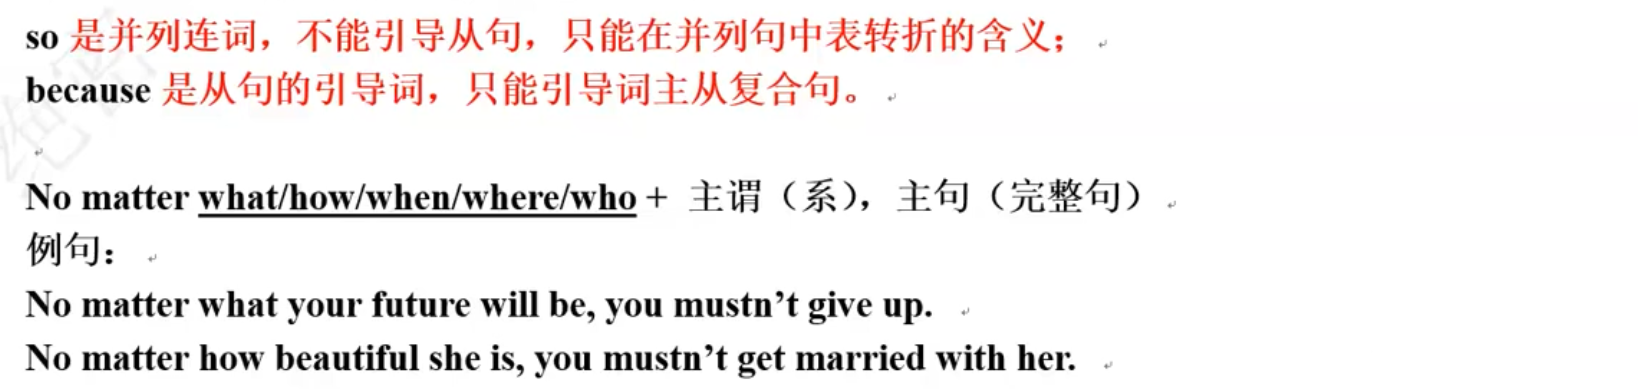 so 是并列连词，不能引导从句，只能在并列句中表转折的含义；
because 是从句的引导词，只能引导词主从复合句。
No matter what/how/when/where/who + 主谓（系），主句（完整句）
例句：
No matter what your future will be, you mustn’t give up.
No matter how beautiful she is, you mustn’t get married with her.